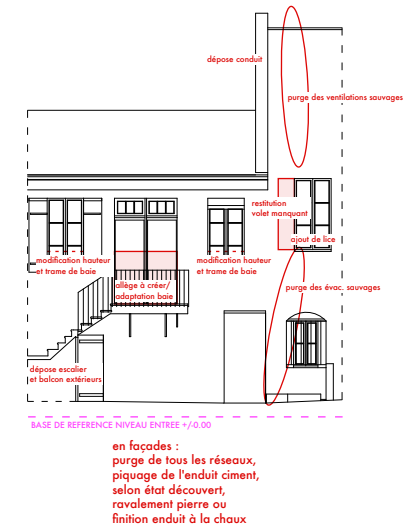 dépose conduit
purge des ventilations sauvages
restitution
volet manquant
ajout de lice
modification hauteur
et trame de baie
modification hauteur
et trame de baie
allège à créer/
adaptation baie
purge des évac. sauvages
dépose escalier
et balcon extérieurs
BASE DE REFERENCE NIVEAU ENTREE +/-0.00
en façades :
purge de tous les réseaux,
piquage de l'enduit ciment,
selon état découvert,
ravalement pierre ou
finition enduit à la chaux